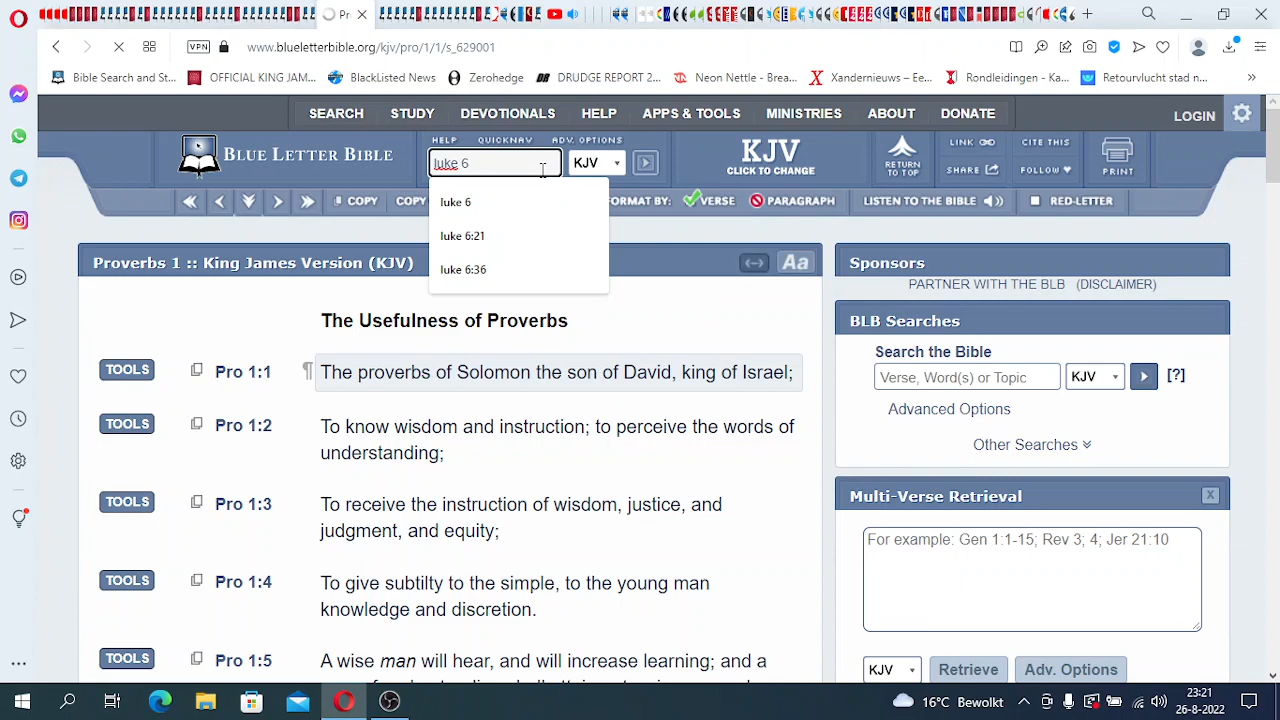 Pr
www.blueletterbible.org/kjv/pro/1/1/s_629001
VPN
Bible Search and St...
OFFICIAL KING JAM...
BlackListed News
Zerohedge
DRUDGE REPORT 2...
Neon Nettle - Brea...
Xandernieuws – Ee...
Rondleidingen - Ka...
Retourvlucht stad n...
SEARCH STUDY DEVOTIONALS HELP APPS & TOOLS MINISTRIES ABOUT DONATE
LOGIN
BLUE LETTER BIBLE
HELP QUICKNAV ADV. OPTIONS
luke 6
KJV
luke 6
luke 6:21
luke 6:36
KJV
CLICK TO CHANGE
RETURN
TO TOP
LINK
SHARE
CITE THIS
FOLLOW
PRINT
COPY
COPY
FORMAT BY:
VERSE
PARAGRAPH
LISTEN TO THE BIBLE
RED-LETTER
Proverbs 1 :: King James Version (KJV)
Aa
The Usefulness of Proverbs
TOOLS Pro 1:1 ¶ The proverbs of Solomon the son of David, king of Israel;
TOOLS Pro 1:2 To know wisdom and instruction; to perceive the words of
understanding;
TOOLS Pro 1:3 To receive the instruction of wisdom, justice, and
judgment, and equity;
TOOLS Pro 1:4 To give subtilty to the simple, to the young man
knowledge and discretion.
TOOLS Pro 1:5 A wise man will hear, and will increase learning; and a
Sponsors
PARTNER WITH THE BLB (DISCLAIMER)
BLB Searches
Search the Bible
Verse, Word(s) or Topic
KJV
[?]
Advanced Options
Other Searches
Multi-Verse Retrieval
X
For example: Gen 1:1-15; Rev 3; 4; Jer 21:10
KJV
Retrieve
Adv. Options
16°C Bewolkt
23:21
26-8-2022